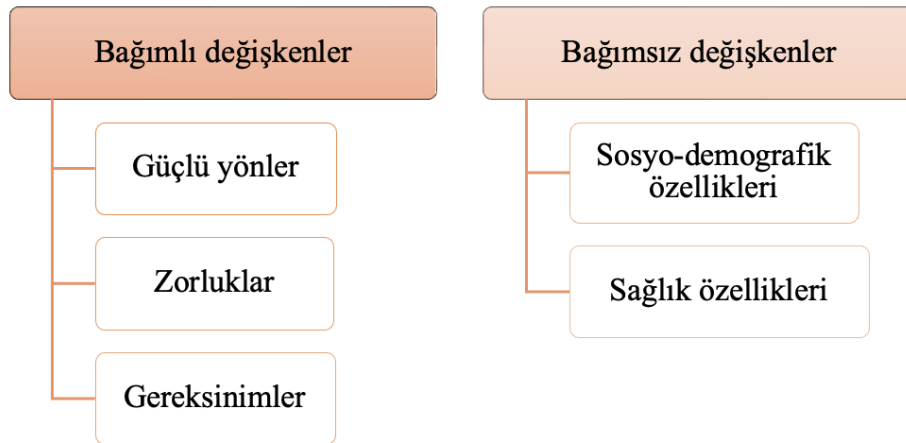 Bağımlı değişkenler
Güçlü yönler
Zorluklar
Gereksinimler
Bağımsız değişkenler
Sosyo-demografik
özellikleri
Sağlık özellikleri